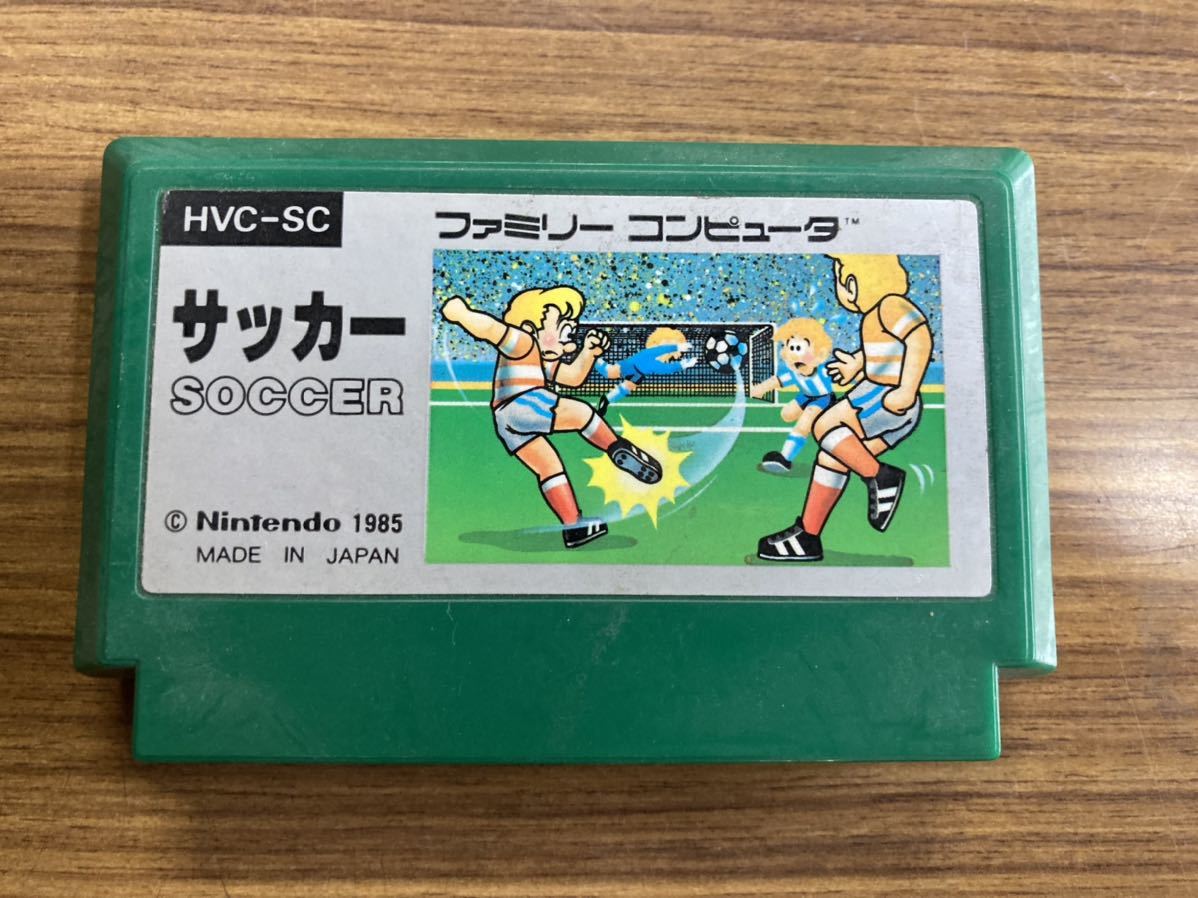 HVC-SC
ファミリー コンピュータ™
サッカー
SOCCER
© Nintendo 1985
MADE IN JAPAN